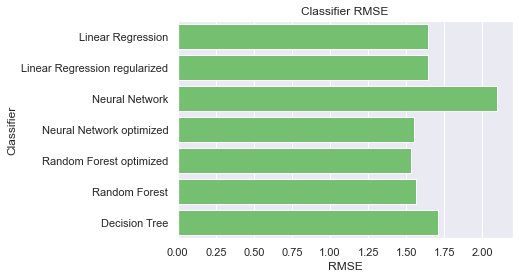 Classifier RMSE
Classifier
Linear Regression
Linear Regression regularized
Neural Network
Neural Network optimized
Random Forest optimized
Random Forest
Decision Tree
0.00 0.25 0.50 0.75 1.00 1.25 1.50 1.75 2.00
RMSE